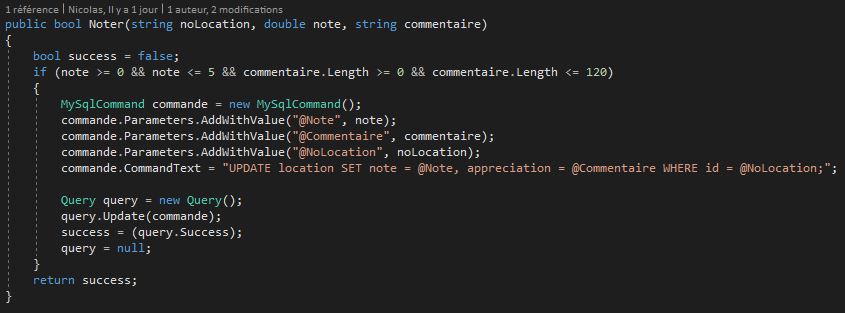 1 référence | Nicolas, Il y a 1 jour | 1 auteur, 2 modifications
public bool Noter(string noLocation, double note, string commentaire)
{
bool success = false;
if (note >= 0 && note <= 5 && commentaire.Length >= 0 && commentaire.Length <= 120)
{
MySqlCommand commande = new MySqlCommand();
commande.Parameters.AddWithValue("@Note", note);
commande.Parameters.AddWithValue("@Commentaire", commentaire);
commande.Parameters.AddWithValue("@NoLocation", noLocation);
commande.CommandText = "UPDATE location SET note = @Note, appreciation = @Commentaire WHERE id = @NoLocation;";
Query query = new Query();
query.Update(commande);
success = (query.Success);
query = null;
}
return success;
}